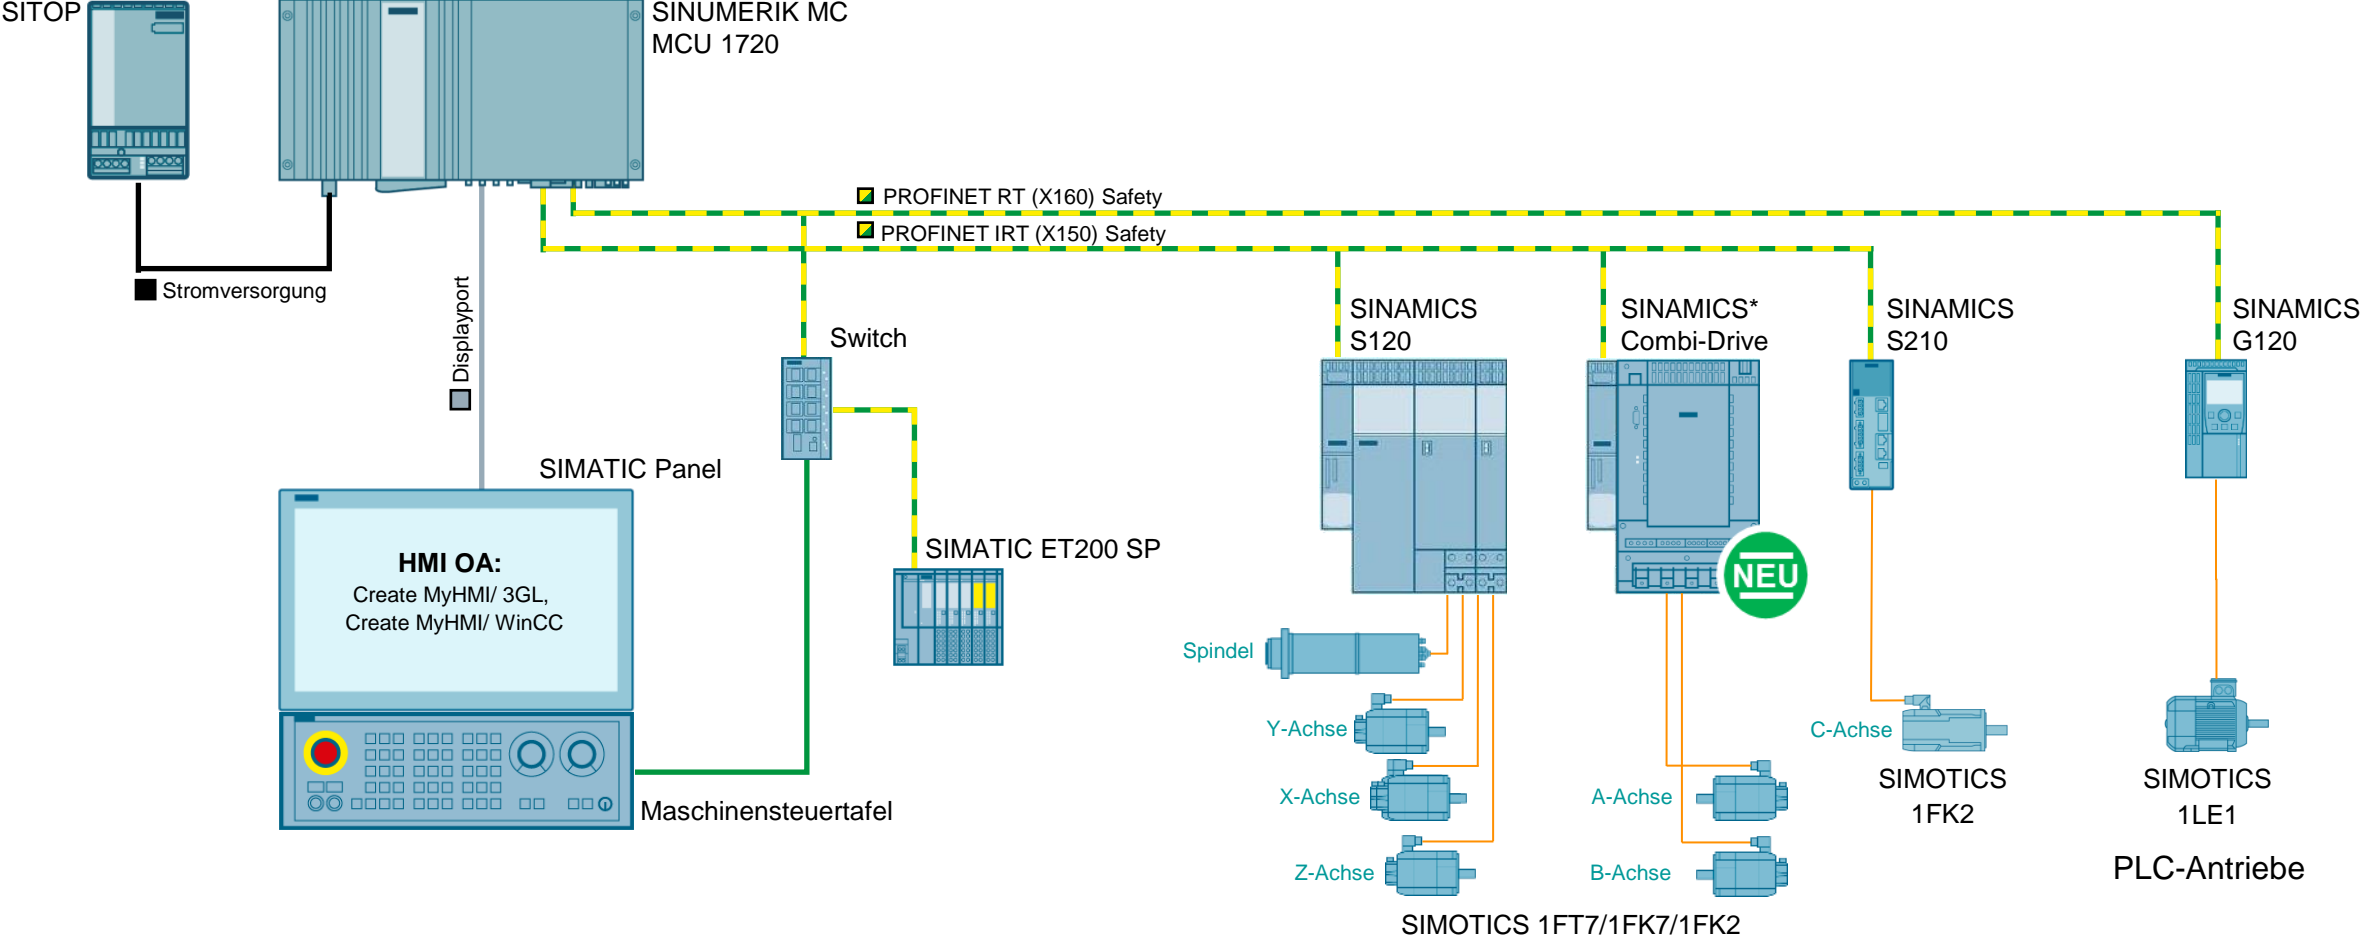 SITOP
SINUMERIK MC
MCU 1720
PROFINET RT (X160) Safety
PROFINET IRT (X150) Safety
Stromversorgung
Displayport
Switch
SINAMICS
S120
SINAMICS*
Combi-Drive
SINAMICS
S210
SINAMICS
G120
SIMATIC Panel
HMI OA:
Create MyHMI/ 3GL,
Create MyHMI/ WinCC
SIMATIC ET200 SP
NEU
Spindel
Y-Achse
X-Achse
Z-Achse
A-Achse
B-Achse
C-Achse
SIMOTICS
1FK2
SIMOTICS
1LE1
Maschinensteuertafel
PLC-Antriebe
SIMOTICS 1FT7/1FK7/1FK2